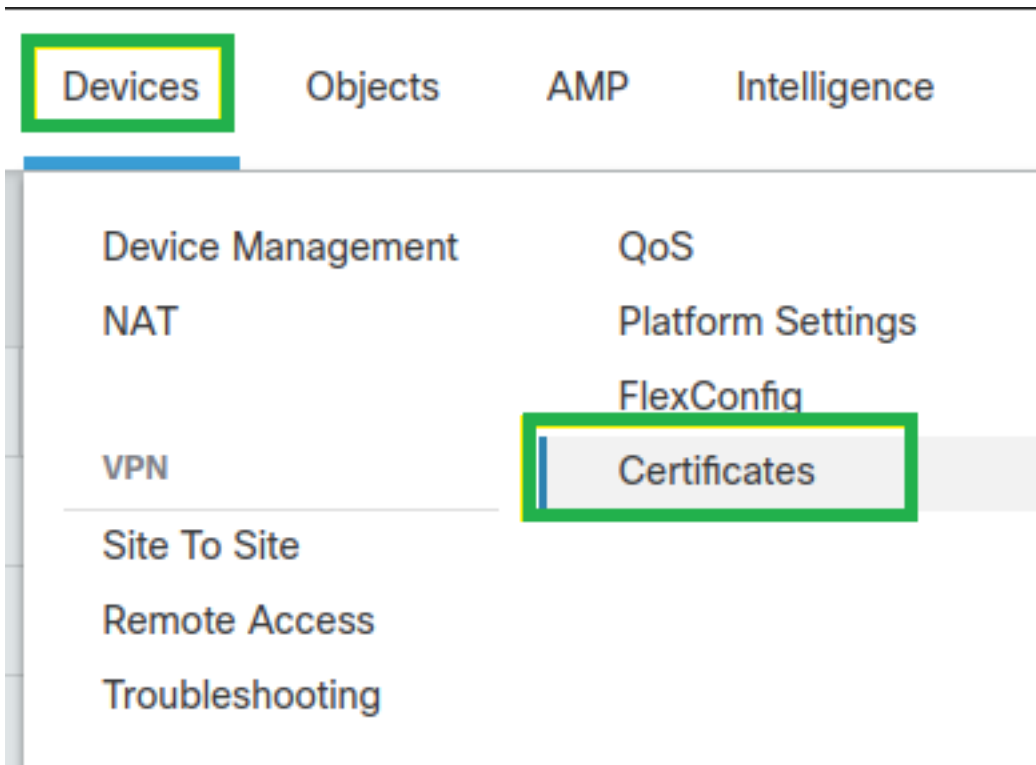 Devices Objects AMP Intelligence
Device Management
NAT
VPN
Site To Site
Remote Access
Troubleshooting
QoS
Platform Settings
FlexConfig
Certificates